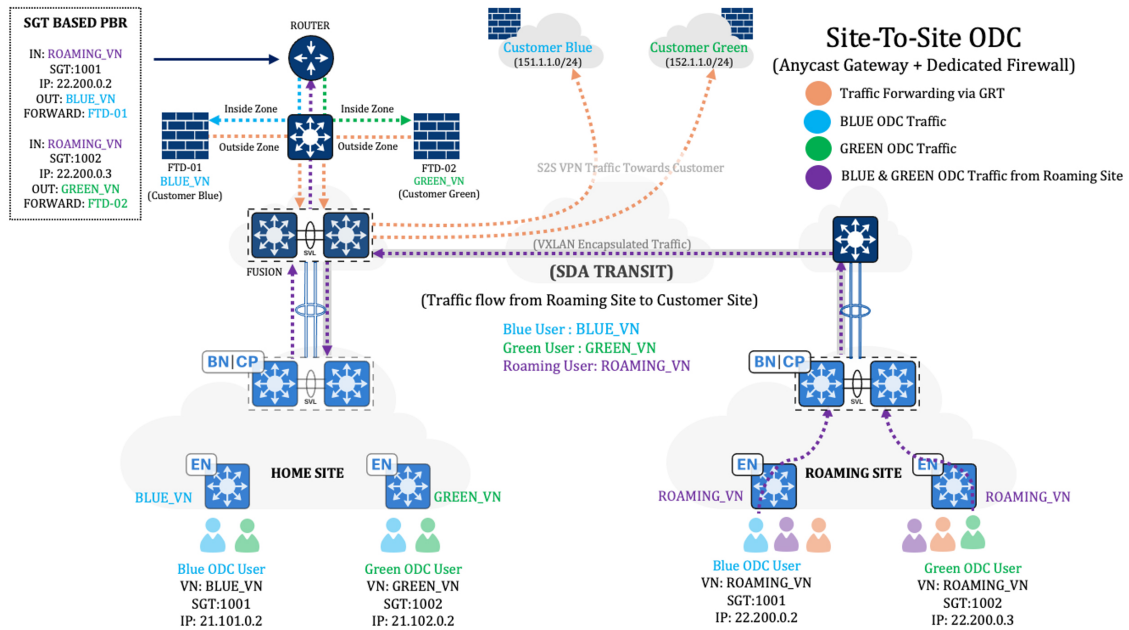 SGT BASED PBR
IN: ROAMING_VN
SGT:1001
IP: 22.200.0.2
OUT: BLUE_VN
FORWARD: FTD-01
IN: ROAMING_VN
SGT:1002
IP: 22.200.0.3
OUT: GREEN_VN
FORWARD: FTD-02
ROUTER
Inside Zone
Inside Zone
Outside Zone
Outside Zone
FTD-01
BLUE_VN
(Customer Blue)
FTD-02
GREEN_VN
(Customer Green)
Customer Blue
(151.1.1.0/24)
Customer Green
(152.1.1.0/24)
Site-To-Site ODC
(Anycast Gateway + Dedicated Firewall)
Traffic Forwarding via GRT
BLUE ODC Traffic
GREEN ODC Traffic
BLUE & GREEN ODC Traffic from Roaming Site
S2S VPN Traffic Towards Customer
SVL
FUSION
(VXLAN Encapsulated Traffic)
(SDA TRANSIT)
(Traffic flow from Roaming Site to Customer Site)
Blue User : BLUE_VN
Green User : GREEN_VN
Roaming User: ROAMING_VN
BN|CP
SVL
BN|CP
SVL
HOME SITE
EN
BLUE_VN
EN
GREEN_VN
Blue ODC User
VN: BLUE_VN
SGT:1001
IP: 21.101.0.2
Green ODC User
VN: GREEN_VN
SGT:1002
IP: 21.102.0.2
ROAMING SITE
EN
ROAMING_VN
EN
ROAMING_VN
Blue ODC User
VN: ROAMING_VN
SGT:1001
IP: 22.200.0.2
Green ODC User
VN: ROAMING_VN
SGT:1002
IP: 22.200.0.3